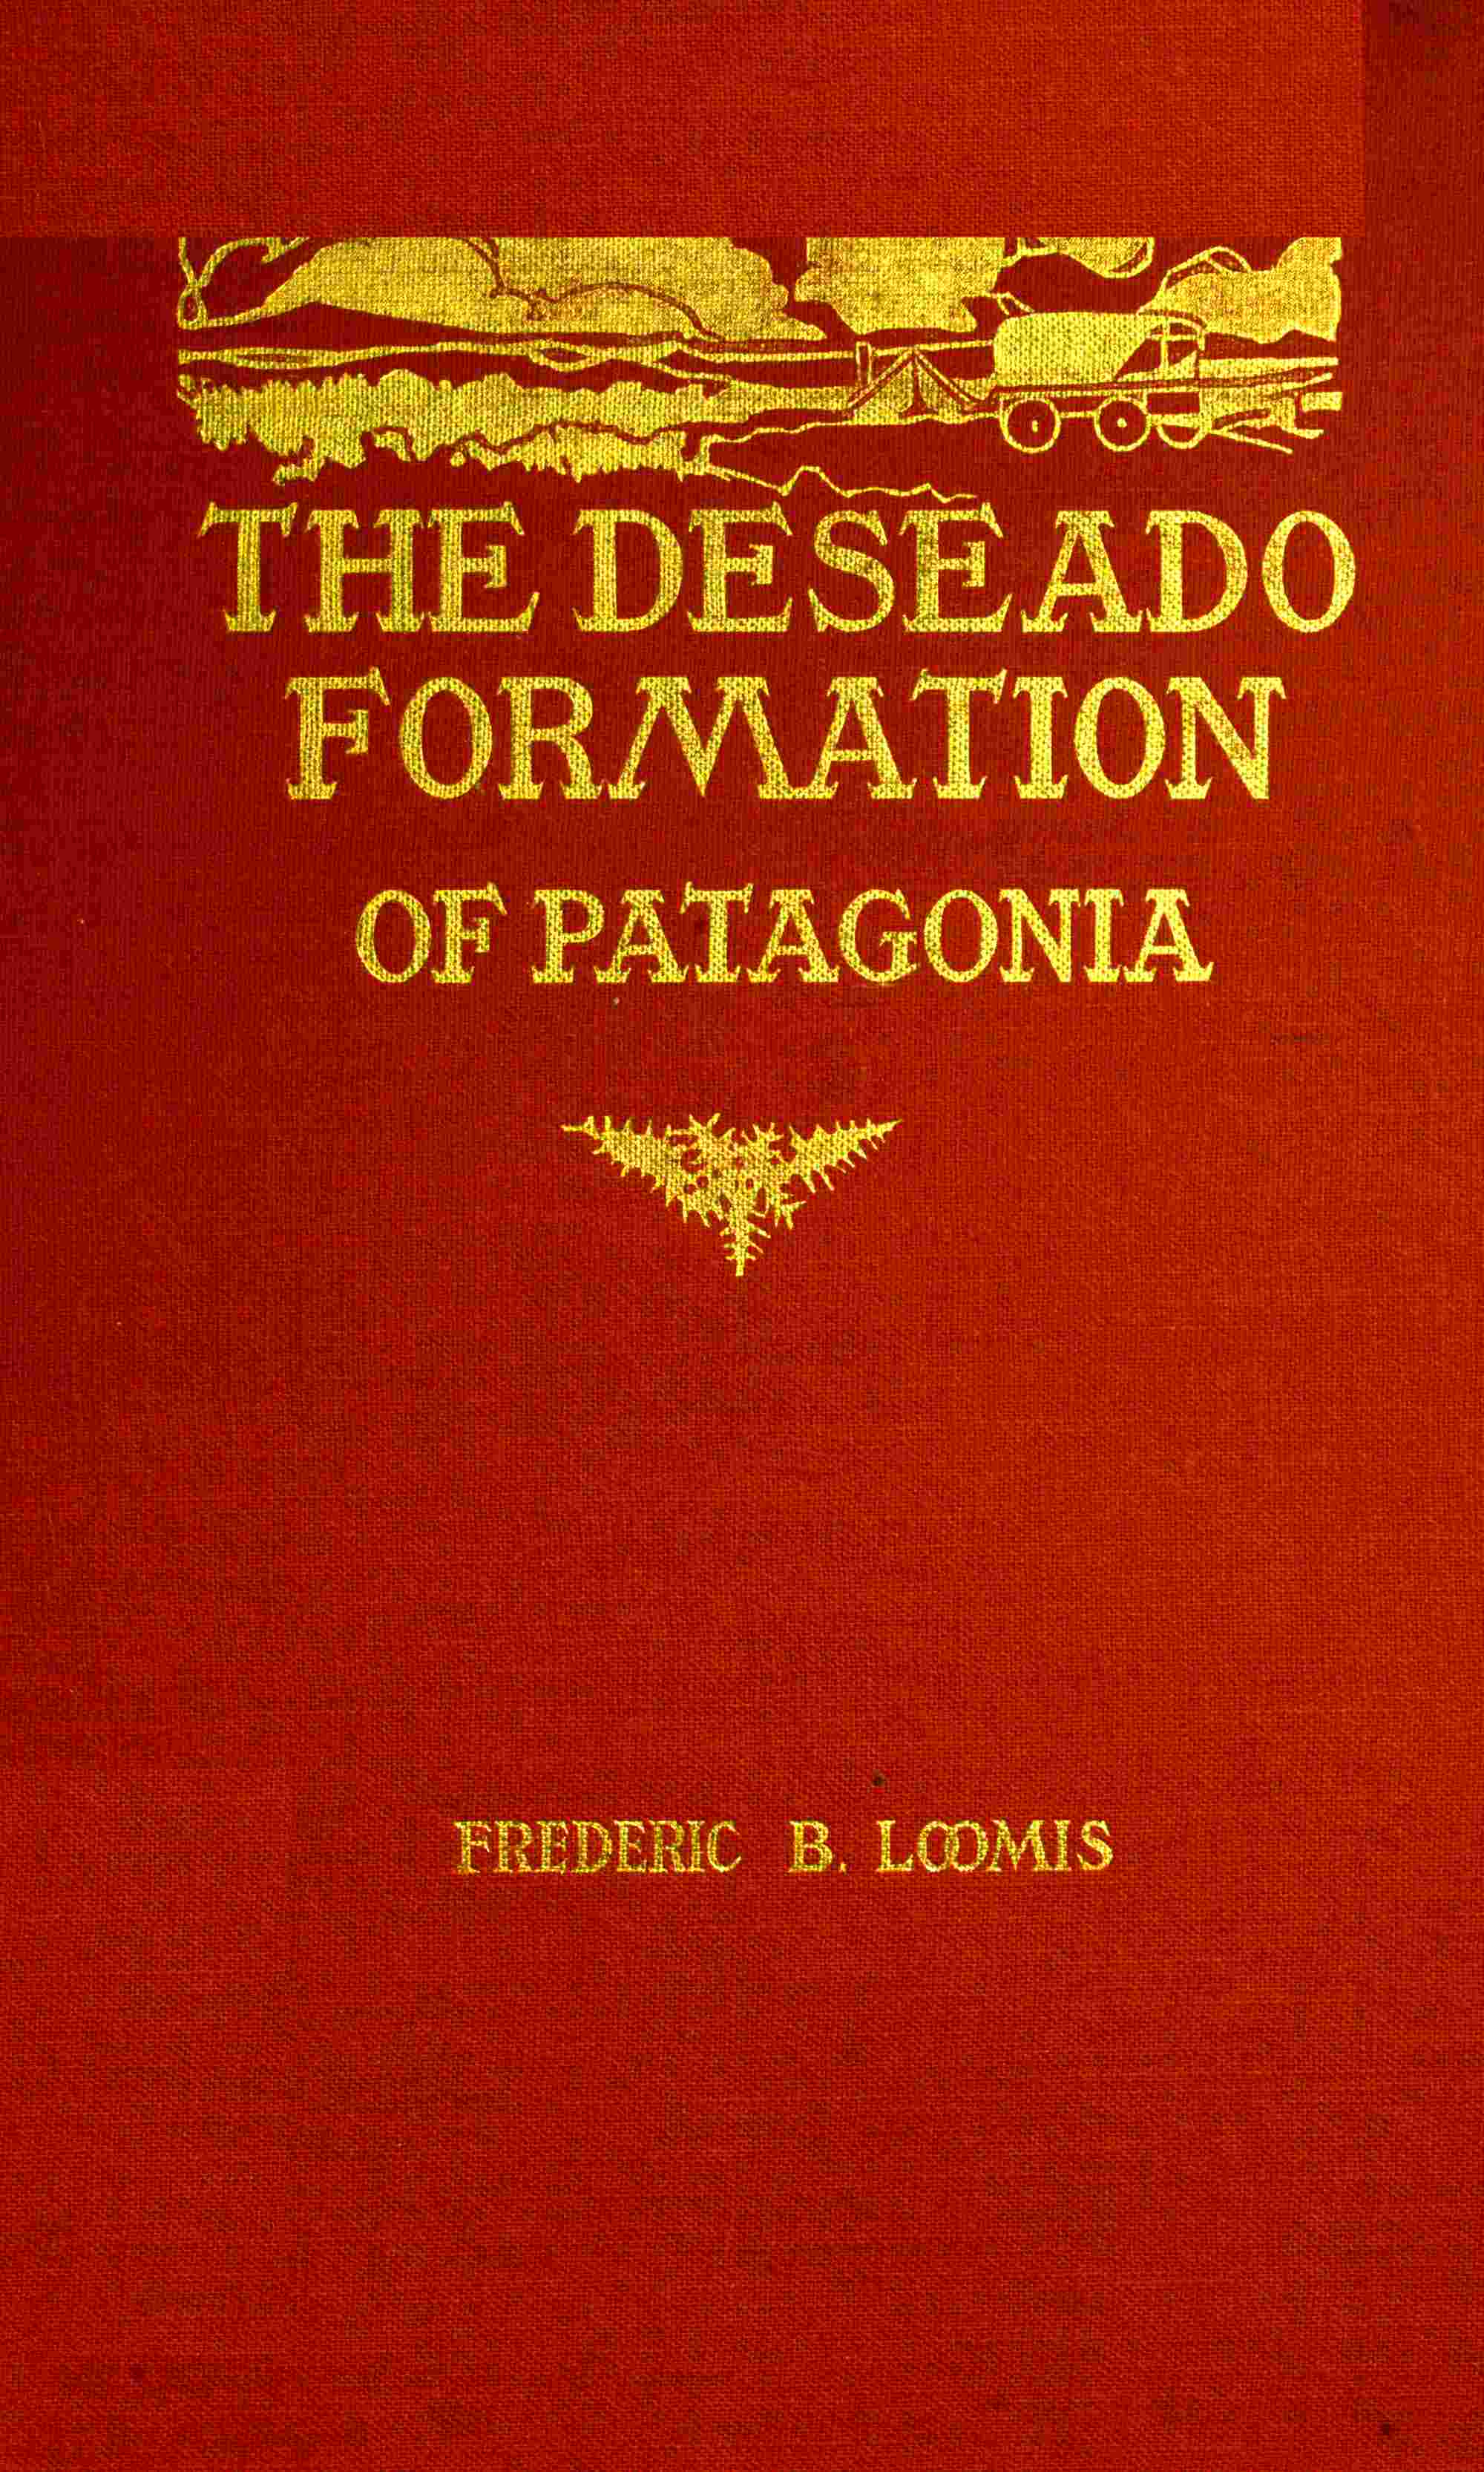 THE DESEADO
FORMATION
OF PATAGONIA
FREDERIC B. LOOMIS